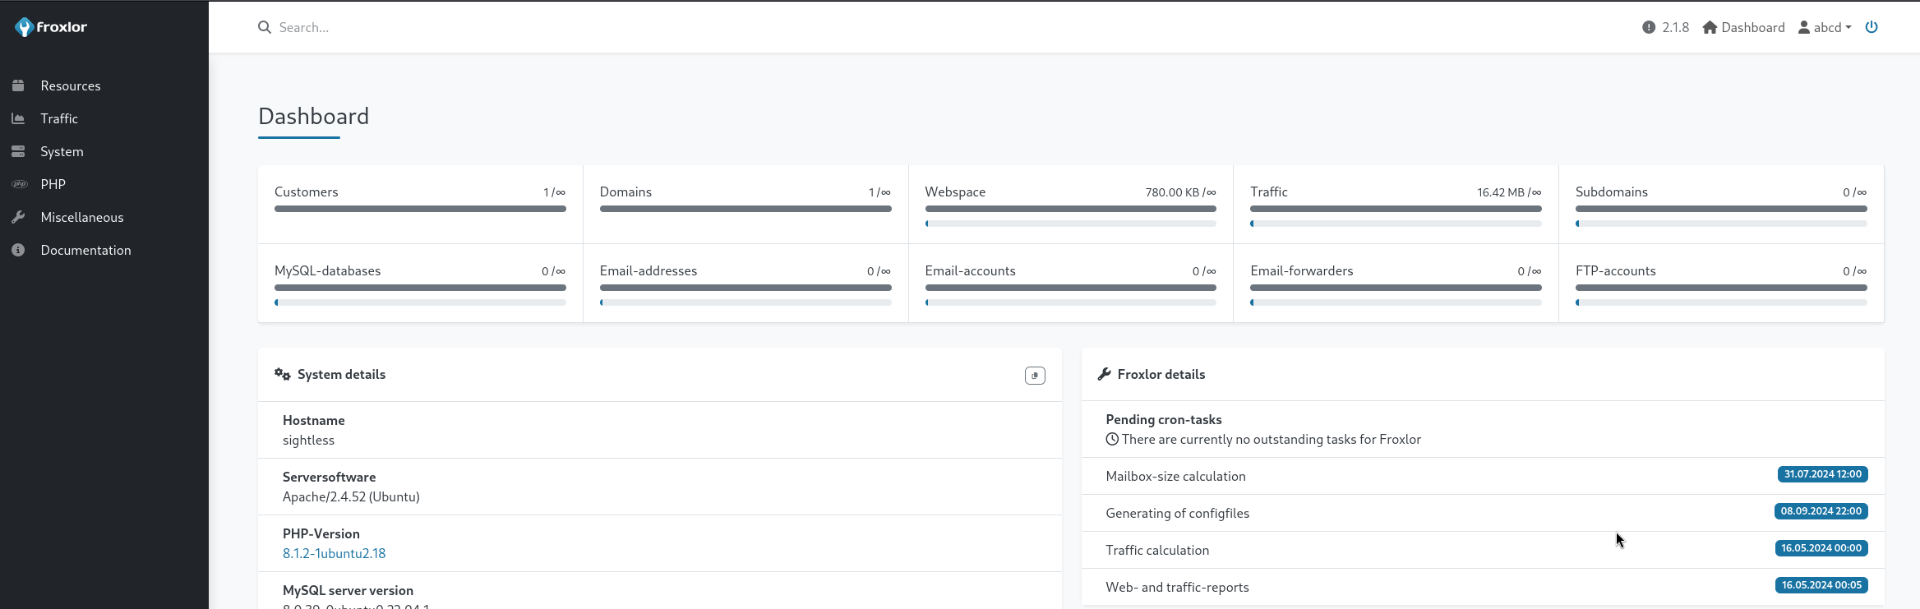 froxlor
Search...
2.1.8 Dashboard abcd
Resources
Traffic
System
PHP
Miscellaneous
Documentation
Dashboard
Customers 1/∞
Domains 1/∞
Webspace 780.00 KB/∞
Traffic 16.42 MB/∞
Subdomains 0/∞
MySQL-databases 0/∞
Email-addresses 0/∞
Email-accounts 0/∞
Email-forwarders 0/∞
FTP-accounts 0/∞
System details
Hostname
sightless
Serversoftware
Apache/2.4.52 (Ubuntu)
PHP-Version
8.1.2-1ubuntu2.18
MySQL server version
Froxlor details
Pending cron-tasks
There are currently no outstanding tasks for Froxlor
Mailbox-size calculation 31.07.2024 12:00
Generating of configfiles 08.09.2024 22:00
Traffic calculation 16.05.2024 00:00
Web- and traffic-reports 16.05.2024 00:05